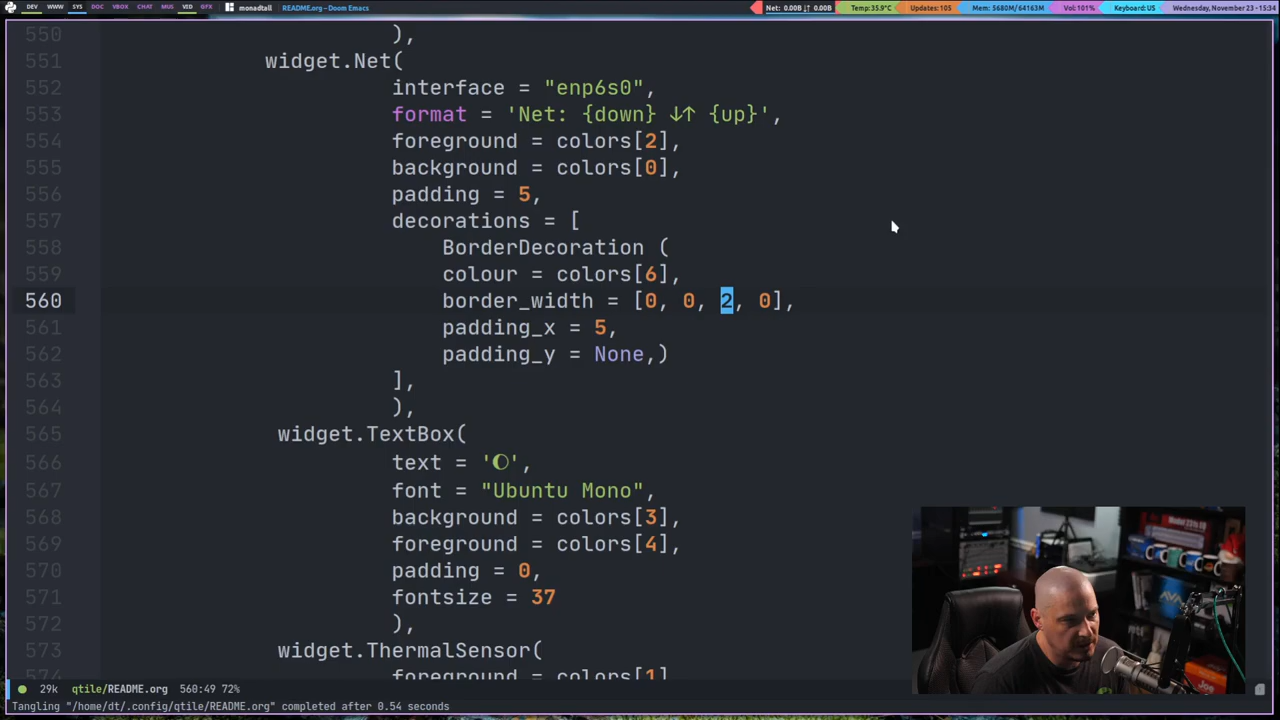 DEV WWW SYS DOC VBOX CHAT MUS VID GFX monadtall README.org - Doom Emacs Net: 0.00B ↓↑ 0.00B Temp: 35.9°C Updates: 105 Mem: 5680M/64163M Vol: 101% Keyboard: US Wednesday, November 23 - 15:34
550 ),
551 widget.Net(
552 interface = "enp6s0",
553 format = 'Net: {down} ↓↑ {up}',
554 foreground = colors[2],
555 background = colors[0],
556 padding = 5,
557 decorations = [
558 BorderDecoration (
559 colour = colors[6],
560 border_width = [0, 0, 2, 0],
561 padding_x = 5,
562 padding_y = None,)
563 ],
564 ),
565 widget.TextBox(
566 text = '',
567 font = "Ubuntu Mono",
568 background = colors[3],
569 foreground = colors[4],
570 padding = 0,
571 fontsize = 37
572 ),
573 widget.ThermalSensor(
574 foreground = colors[1]
29k qtile/README.org 560:49 72%
Tangling "/home/dt/.config/qtile/README.org" completed after 0.54 seconds